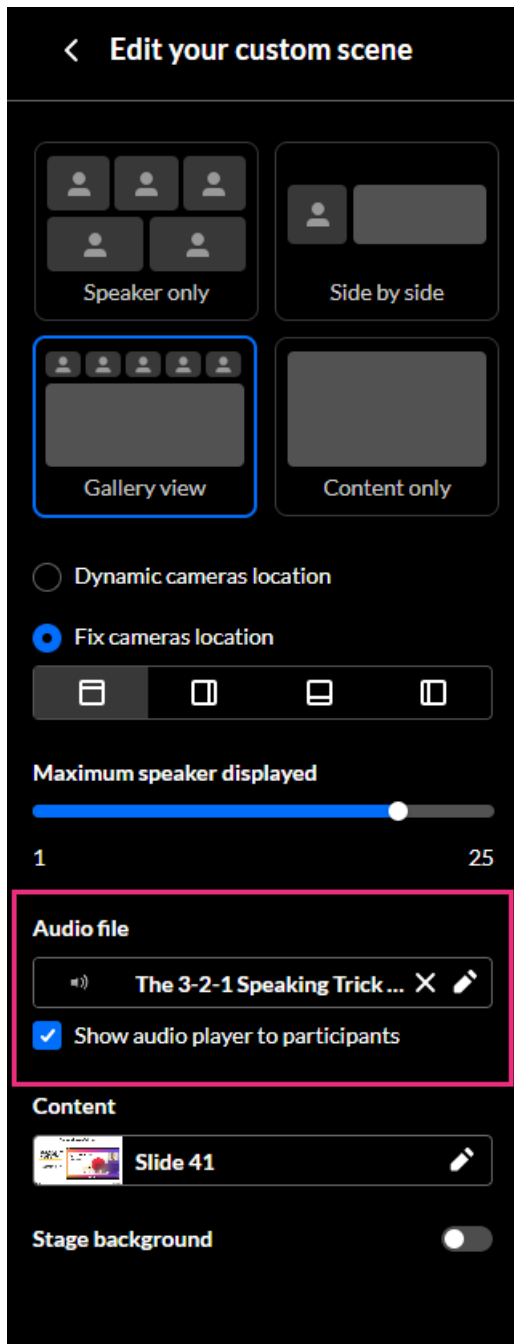 Edit your custom scene
Speaker only
Side by side
Gallery view
Content only
Dynamic cameras location
Fix cameras location
Maximum speaker displayed
1
25
Audio file
The 3-2-1 Speaking Trick ...
Show audio player to participants
Content
Slide 41
Stage background